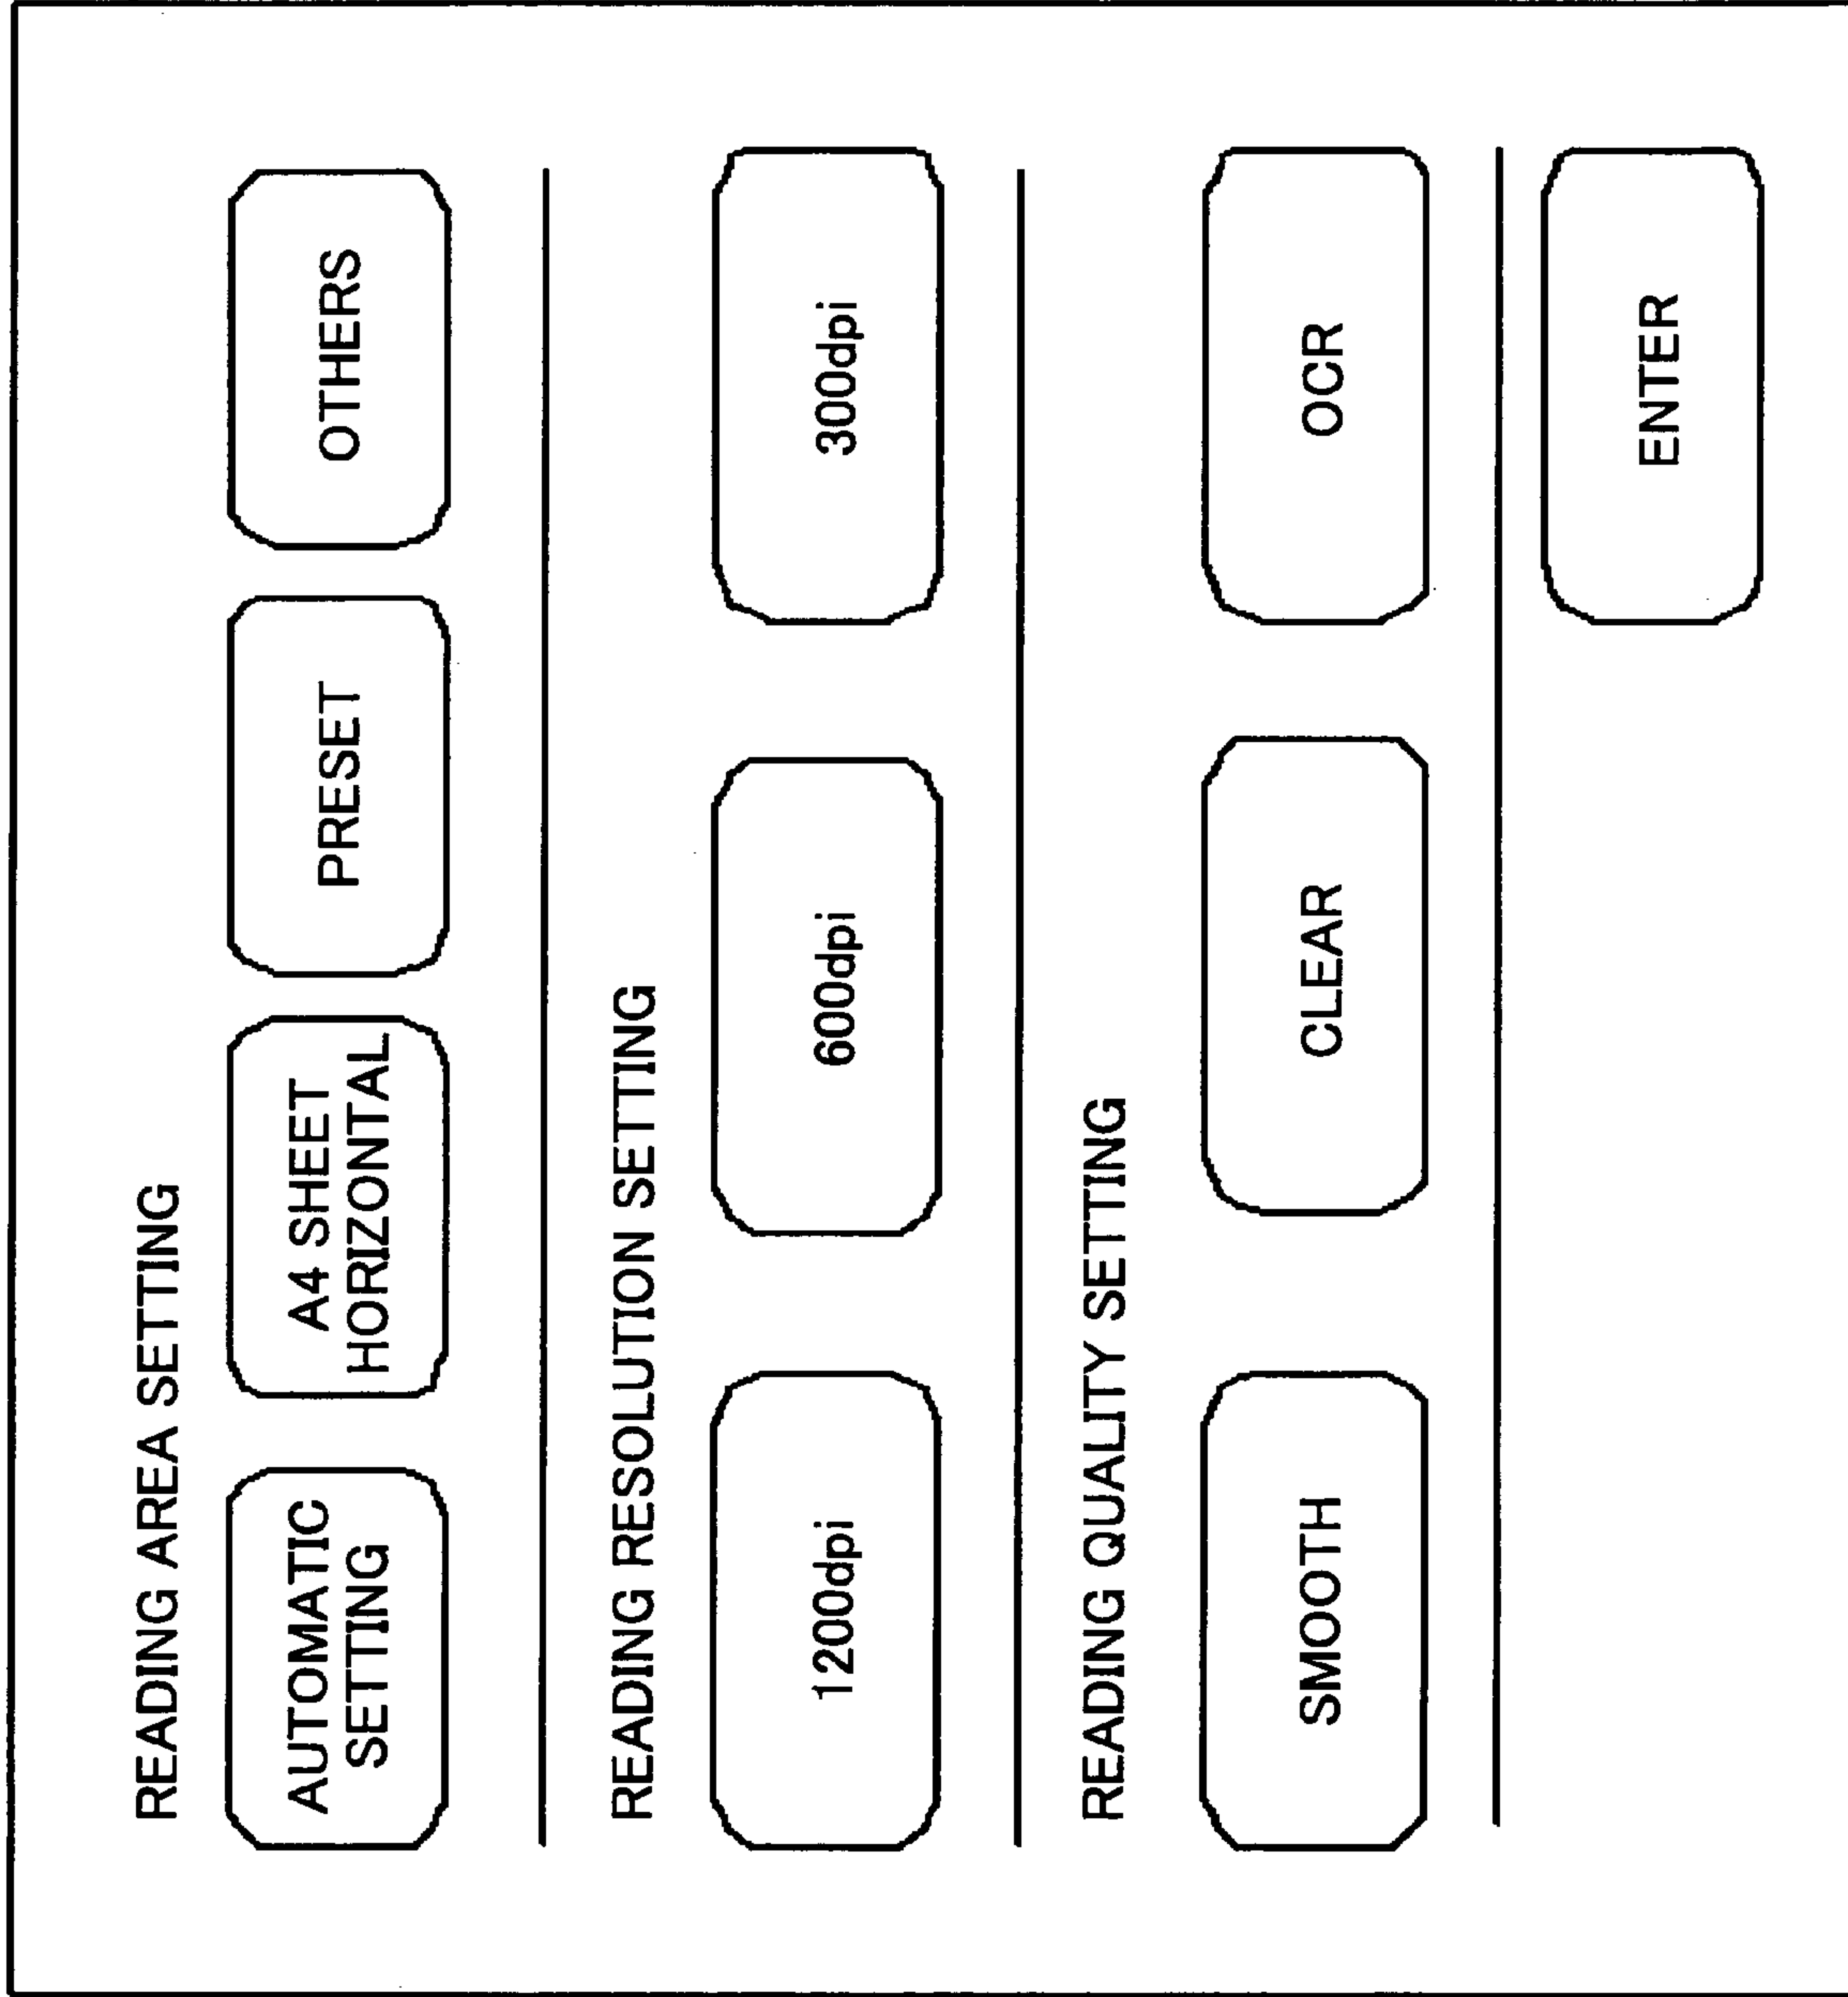 READING AREA SETTING
AUTOMATIC
SETTING
A4 SHEET
HORIZONTAL
PRESET
OTHERS
READING RESOLUTION SETTING
1200dpi
600dpi
300dpi
READING QUALITY SETTING
SMOOTH
CLEAR
OCR
ENTER